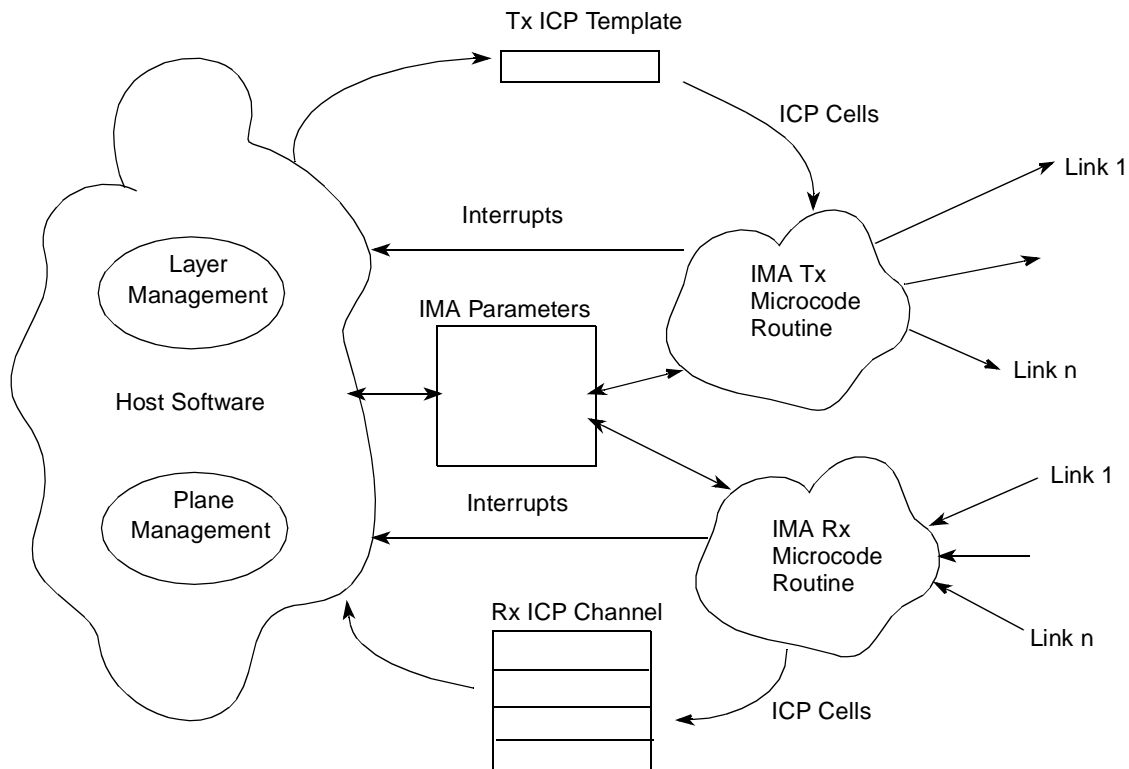 Tx ICP Template
ICP Cells
Link 1
Interrupts
Layer
Management
IMA Tx
Microcode
Routine
IMA Parameters
Link n
Host Software
Link 1
Plane
Management
Interrupts
IMA Rx
Microcode
Routine
Rx ICP Channel
Link n
ICP Cells